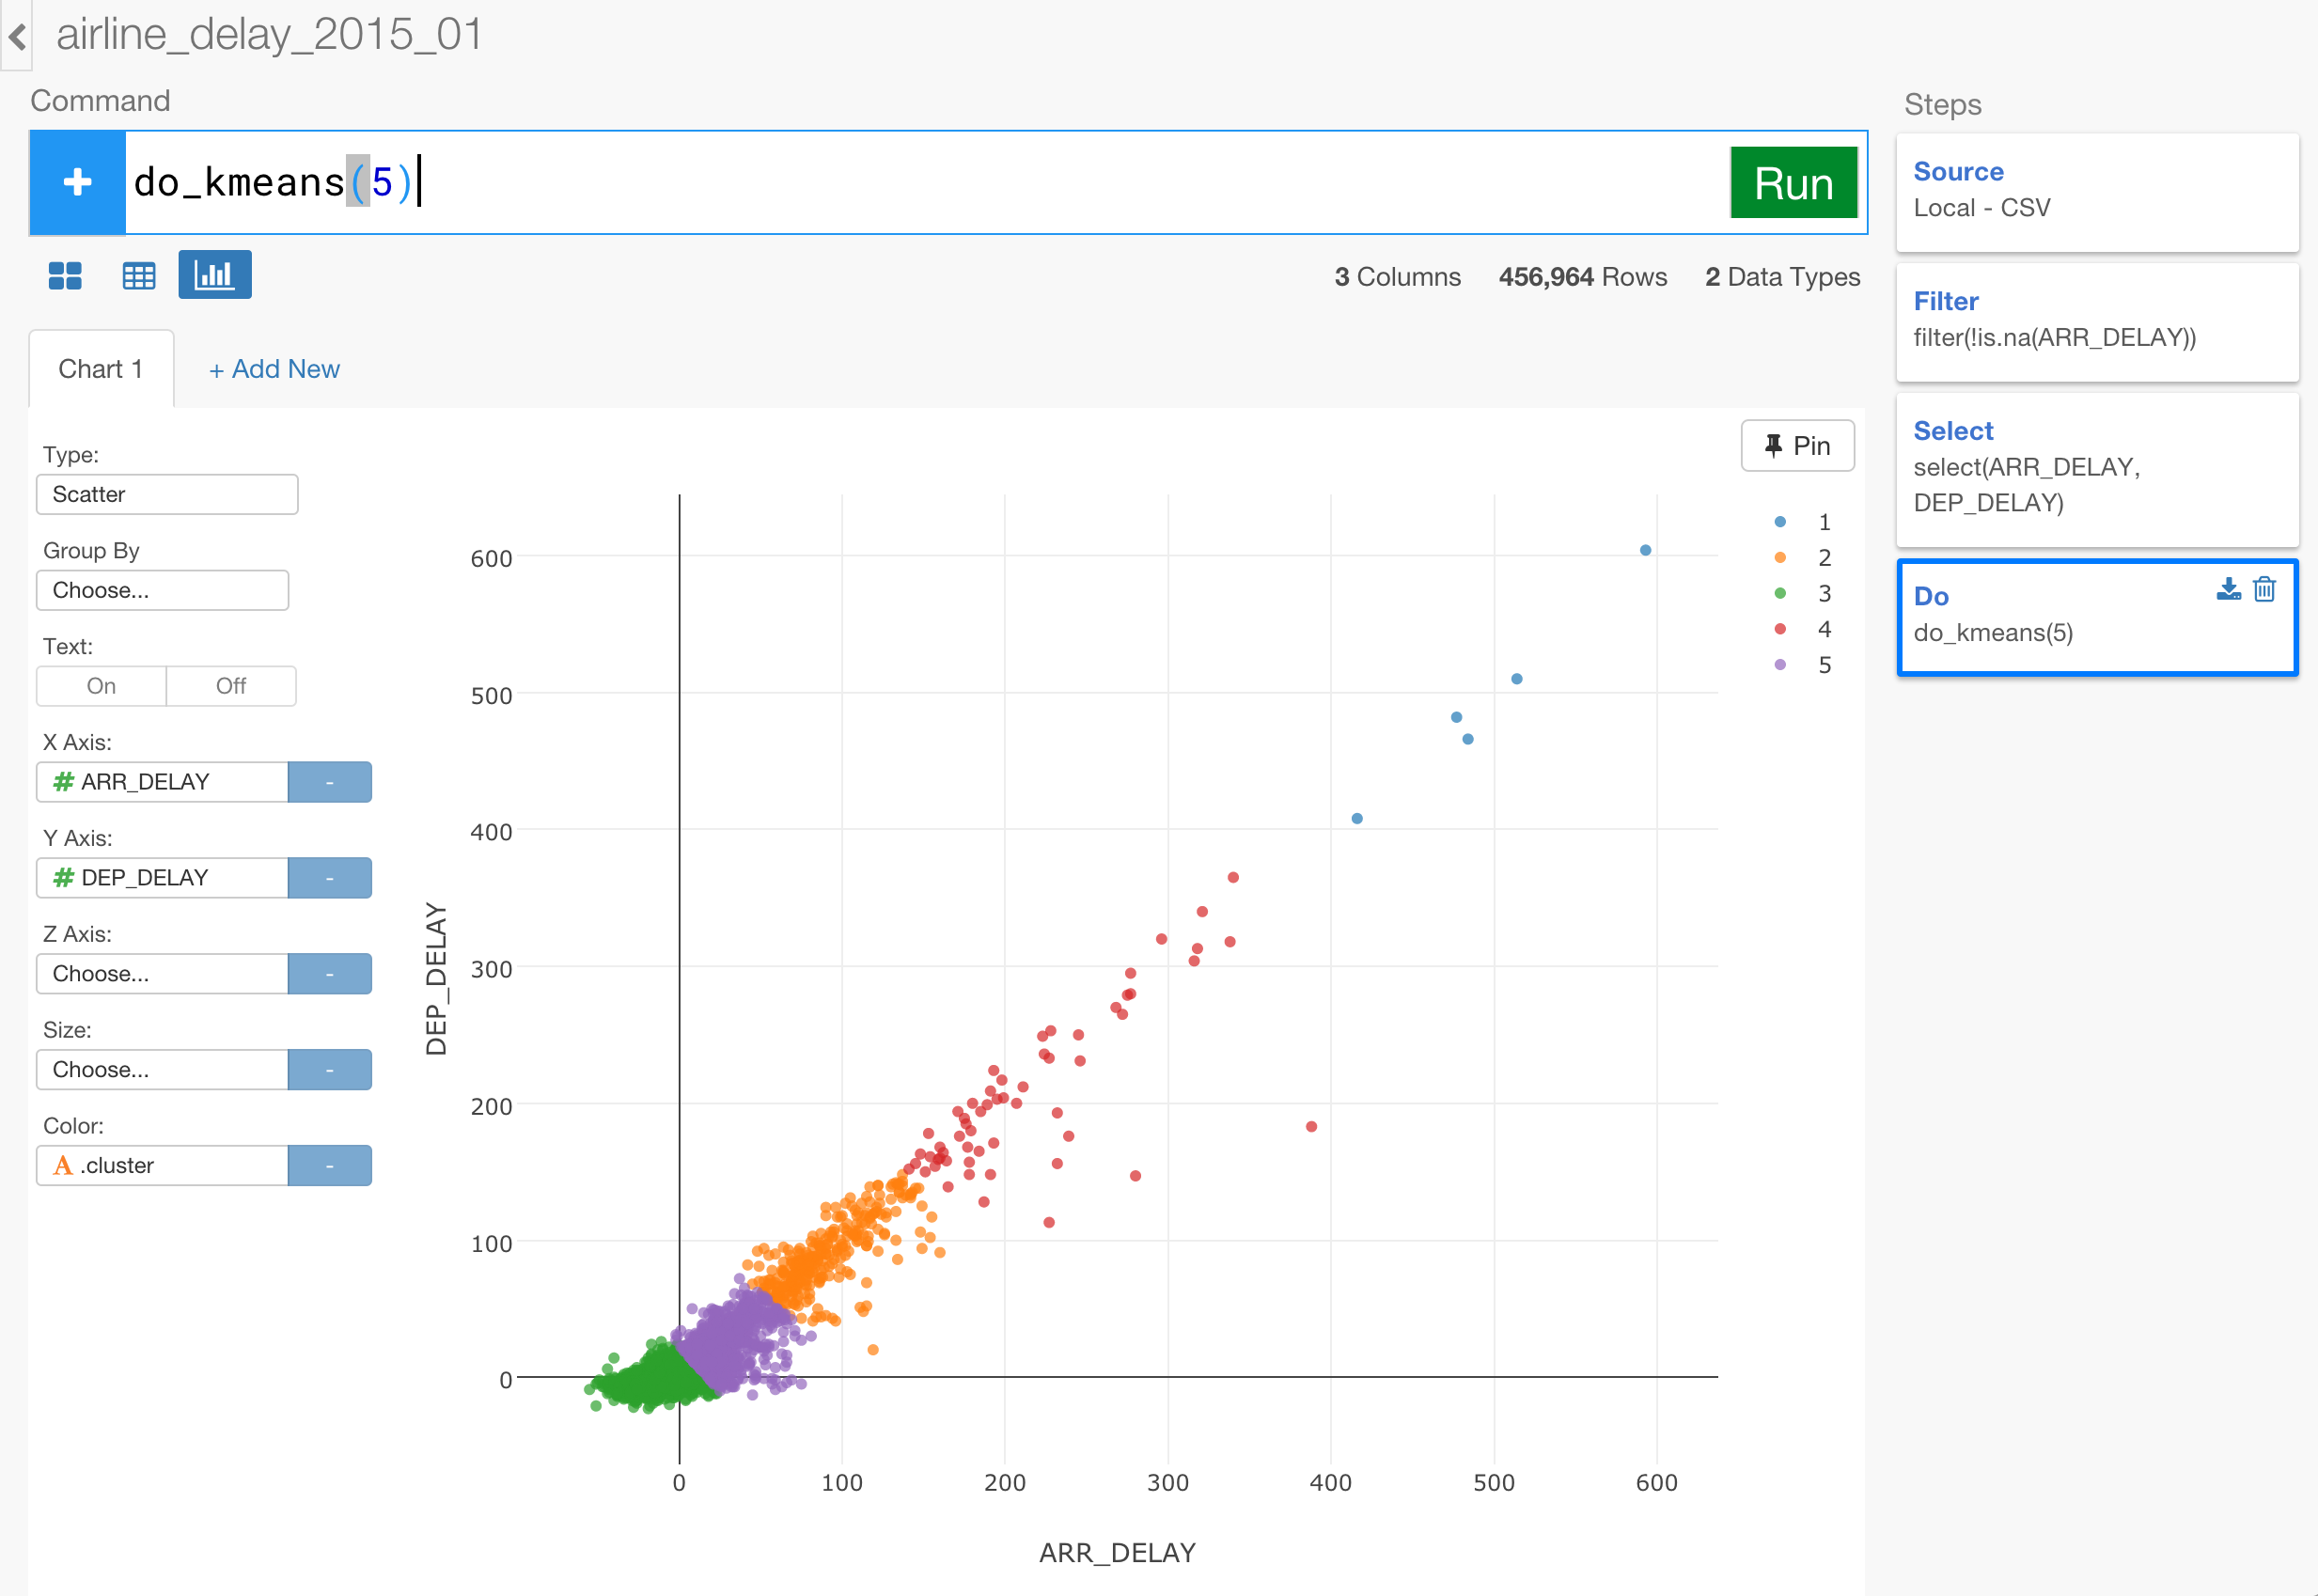 airline_delay_2015_01
Command
do_kmeans(5)
Run
3 Columns 456,964 Rows 2 Data Types
Chart 1
+ Add New
Type:
Scatter
Group By
Choose...
Text:
On Off
X Axis:
# ARR_DELAY -
Y Axis:
# DEP_DELAY -
Z Axis:
Choose... -
Size:
Choose... -
Color:
A .cluster -
Pin
1
2
3
4
5
600
500
400
300
200
100
0
DEP_DELAY
0 100 200 300 400 500 600
ARR_DELAY
Steps
Source
Local - CSV
Filter
filter(!is.na(ARR_DELAY))
Select
select(ARR_DELAY,
DEP_DELAY)
Do
do_kmeans(5)